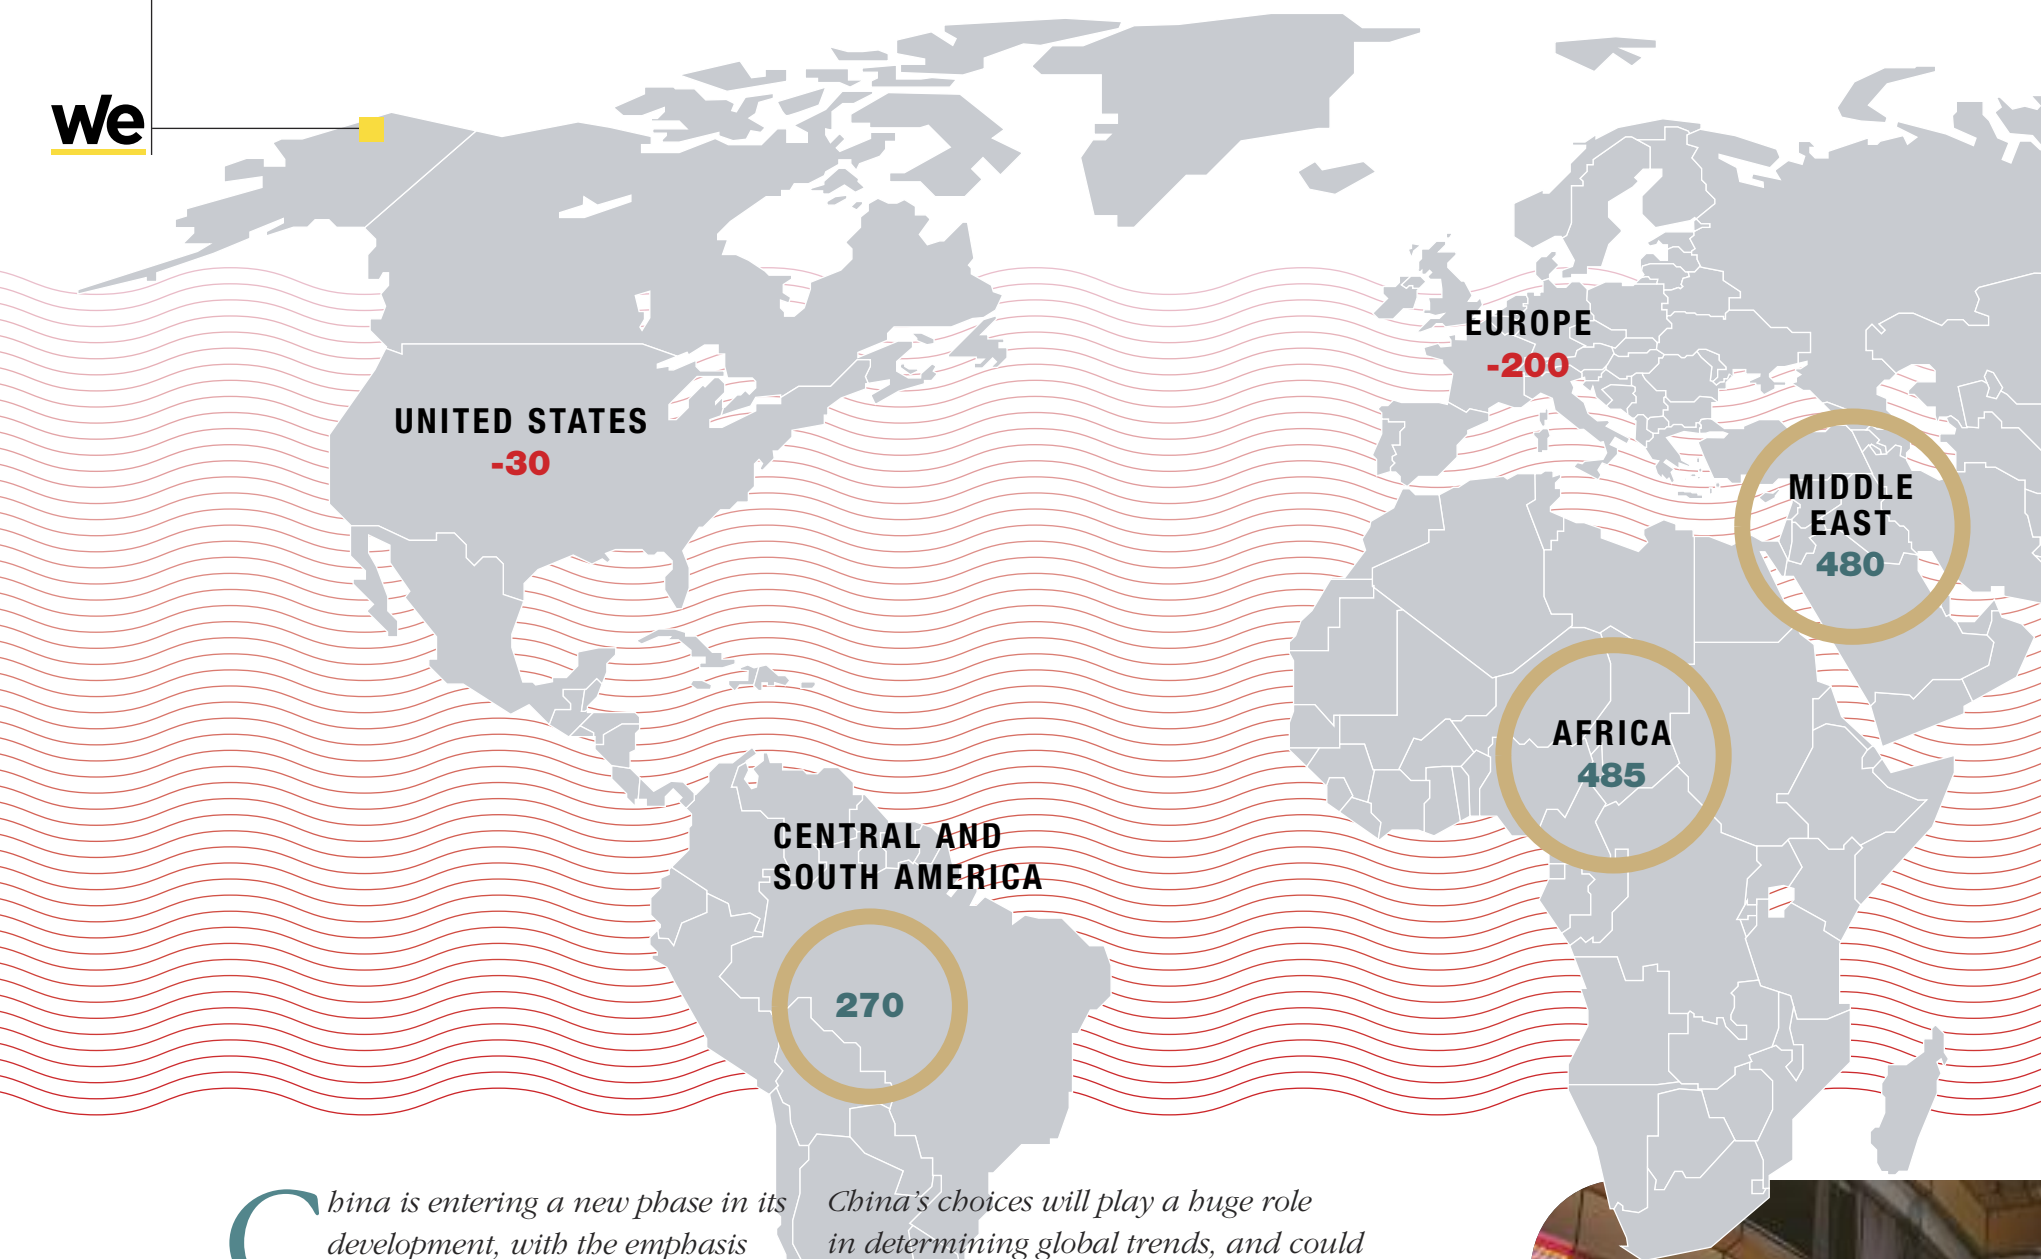 we
EUROPE
-200
UNITED STATES
-30
MIDDLE
EAST
480
AFRICA
485
CENTRAL AND
SOUTH AMERICA
270
China is entering a new phase in its
development, with the emphasis
China's choices will play a huge role
in determining global trends, and could